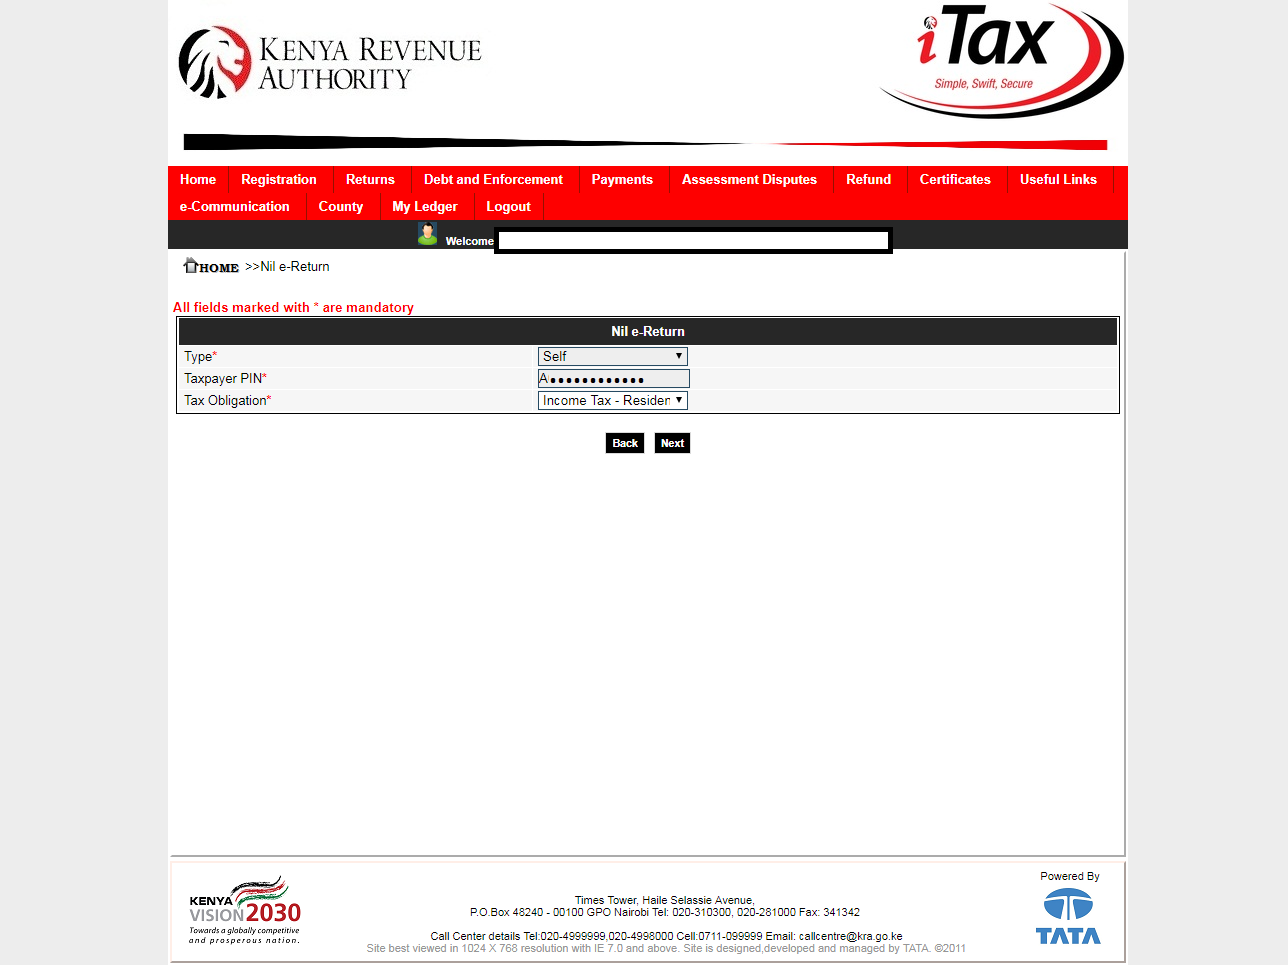 KENYA REVENUE
AUTHORITY
iTax
Simple, Swift, Secure
Home Registration Returns Debt and Enforcement Payments Assessment Disputes Refund Certificates Useful Links
e-Communication County My Ledger Logout
Welcome
HOME >>Nil e-Return
All fields marked with * are mandatory
Nil e-Return
Type* Self
Taxpayer PIN* A••••••••••••
Tax Obligation* Income Tax - Residen
Back Next
KENYA
VISION 2030
Towards a globally competitive
and prosperous nation.
Times Tower, Haile Selassie Avenue,
P.O.Box 48240 - 00100 GPO Nairobi Tel: 020-310300, 020-281000 Fax: 341342
Call Center details Tel:020-4999999,020-4998000 Cell:0711-099999 Email: callcentre@kra.go.ke
Site best viewed in 1024 X 768 resolution with IE 7.0 and above. Site is designed,developed and managed by TATA. ©2011
Powered By
TATA